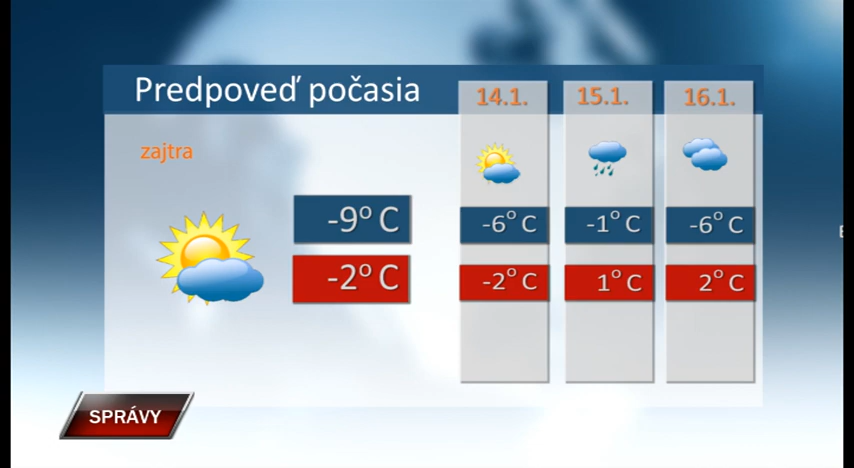 Predpoveď počasia
zajtra
-9° C
-2° C
14.1.
-6° C
-2° C
15.1.
-1° C
1° C
16.1.
-6° C
2° C
SPRÁVY